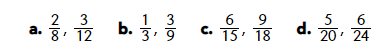 a. 2/8, 3/12 b. 1/3, 3/9 c. 6/15, 9/18 d. 5/20, 6/24